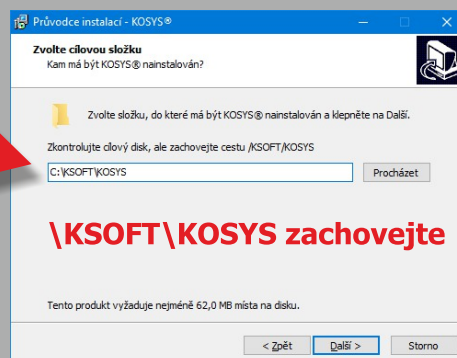 Průvodce instalací - KOSYS®
Zvolte cílovou složku
Kam má být KOSYS® nainstalován?
Zvolte složku, do které má být KOSYS® nainstalován a klepněte na Další.
Zkontrolujte cílový disk, ale zachovejte cestu /KSOFT/KOSYS
C:\KSOFT\KOSYS
Procházet
\KSOFT\KOSYS zachovejte
Tento produkt vyžaduje nejméně 62,0 MB místa na disku.
< Zpět
Další >
Storno